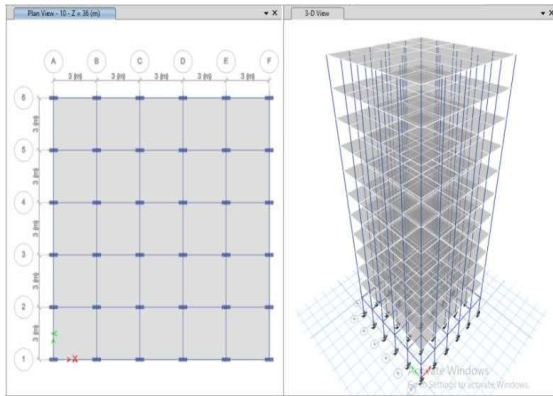 Plan View - 10 - Z = 36 (m)
3-D View
A B C D E F
3 (m) 3 (m) 3 (m) 3 (m) 3 (m)
6
3 (m)
5
3 (m)
4
3 (m)
3
3 (m)
2
3 (m)
1
X
Activate Windows
Go to Settings to activate Windows.